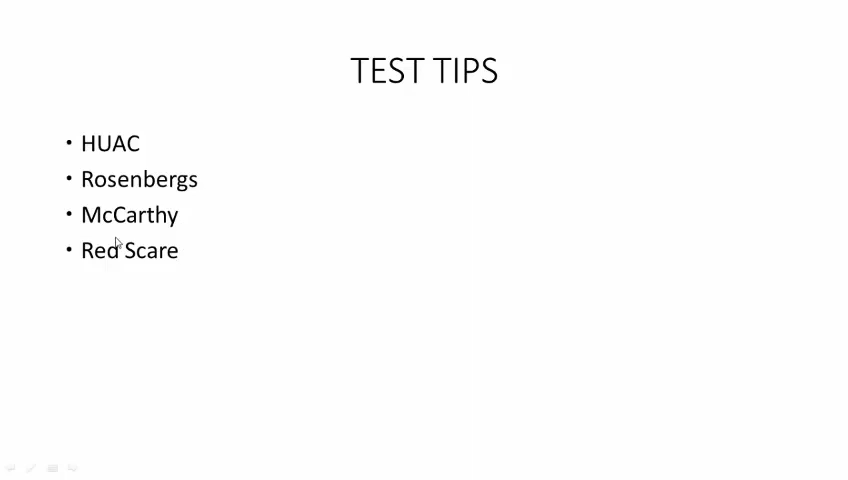 TEST TIPS
• HUAC
• Rosenbergs
• McCarthy
• Red Scare